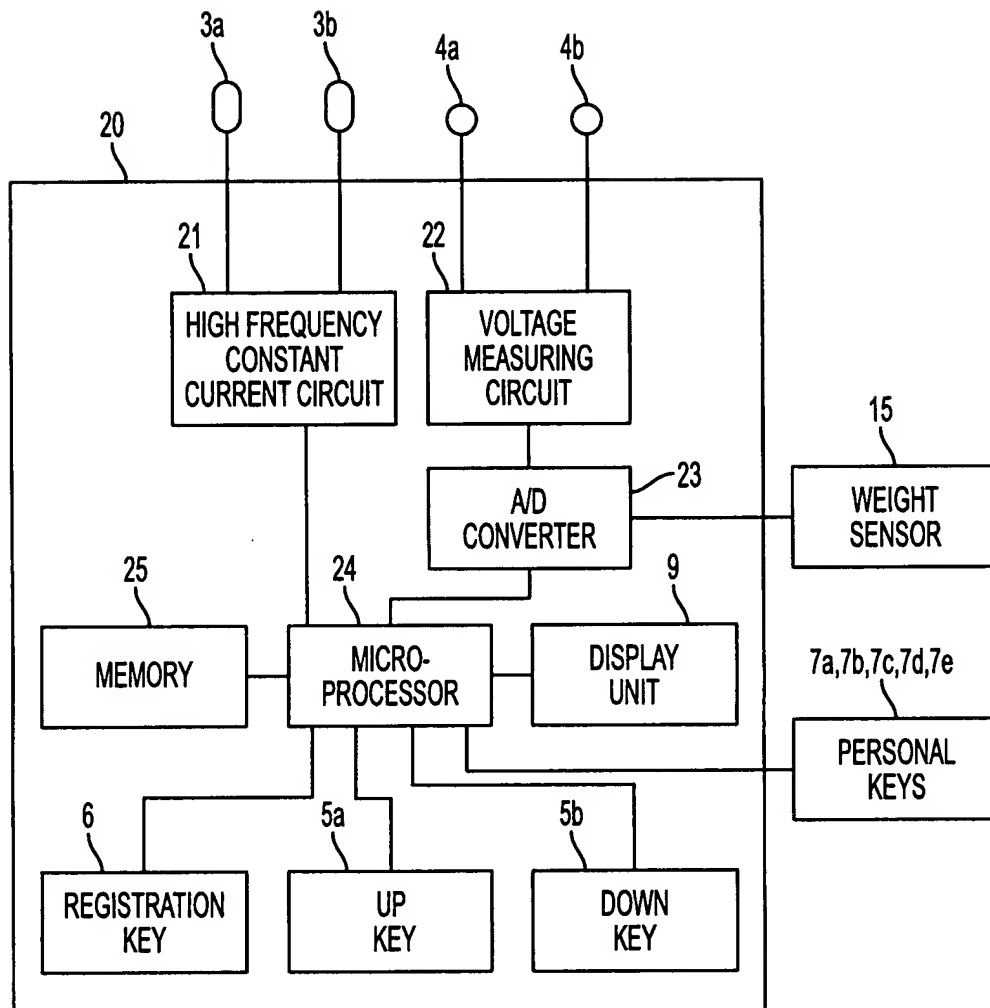 3a
3b
4a
4b
20
21
22
HIGH FREQUENCY
CONSTANT
CURRENT CIRCUIT
VOLTAGE
MEASURING
CIRCUIT
15
23
A/D
CONVERTER
WEIGHT
SENSOR
25
24
9
MEMORY
MICRO-
PROCESSOR
DISPLAY
UNIT
7a,7b,7c,7d,7e
PERSONAL
KEYS
6
5a
5b
REGISTRATION
KEY
UP
KEY
DOWN
KEY